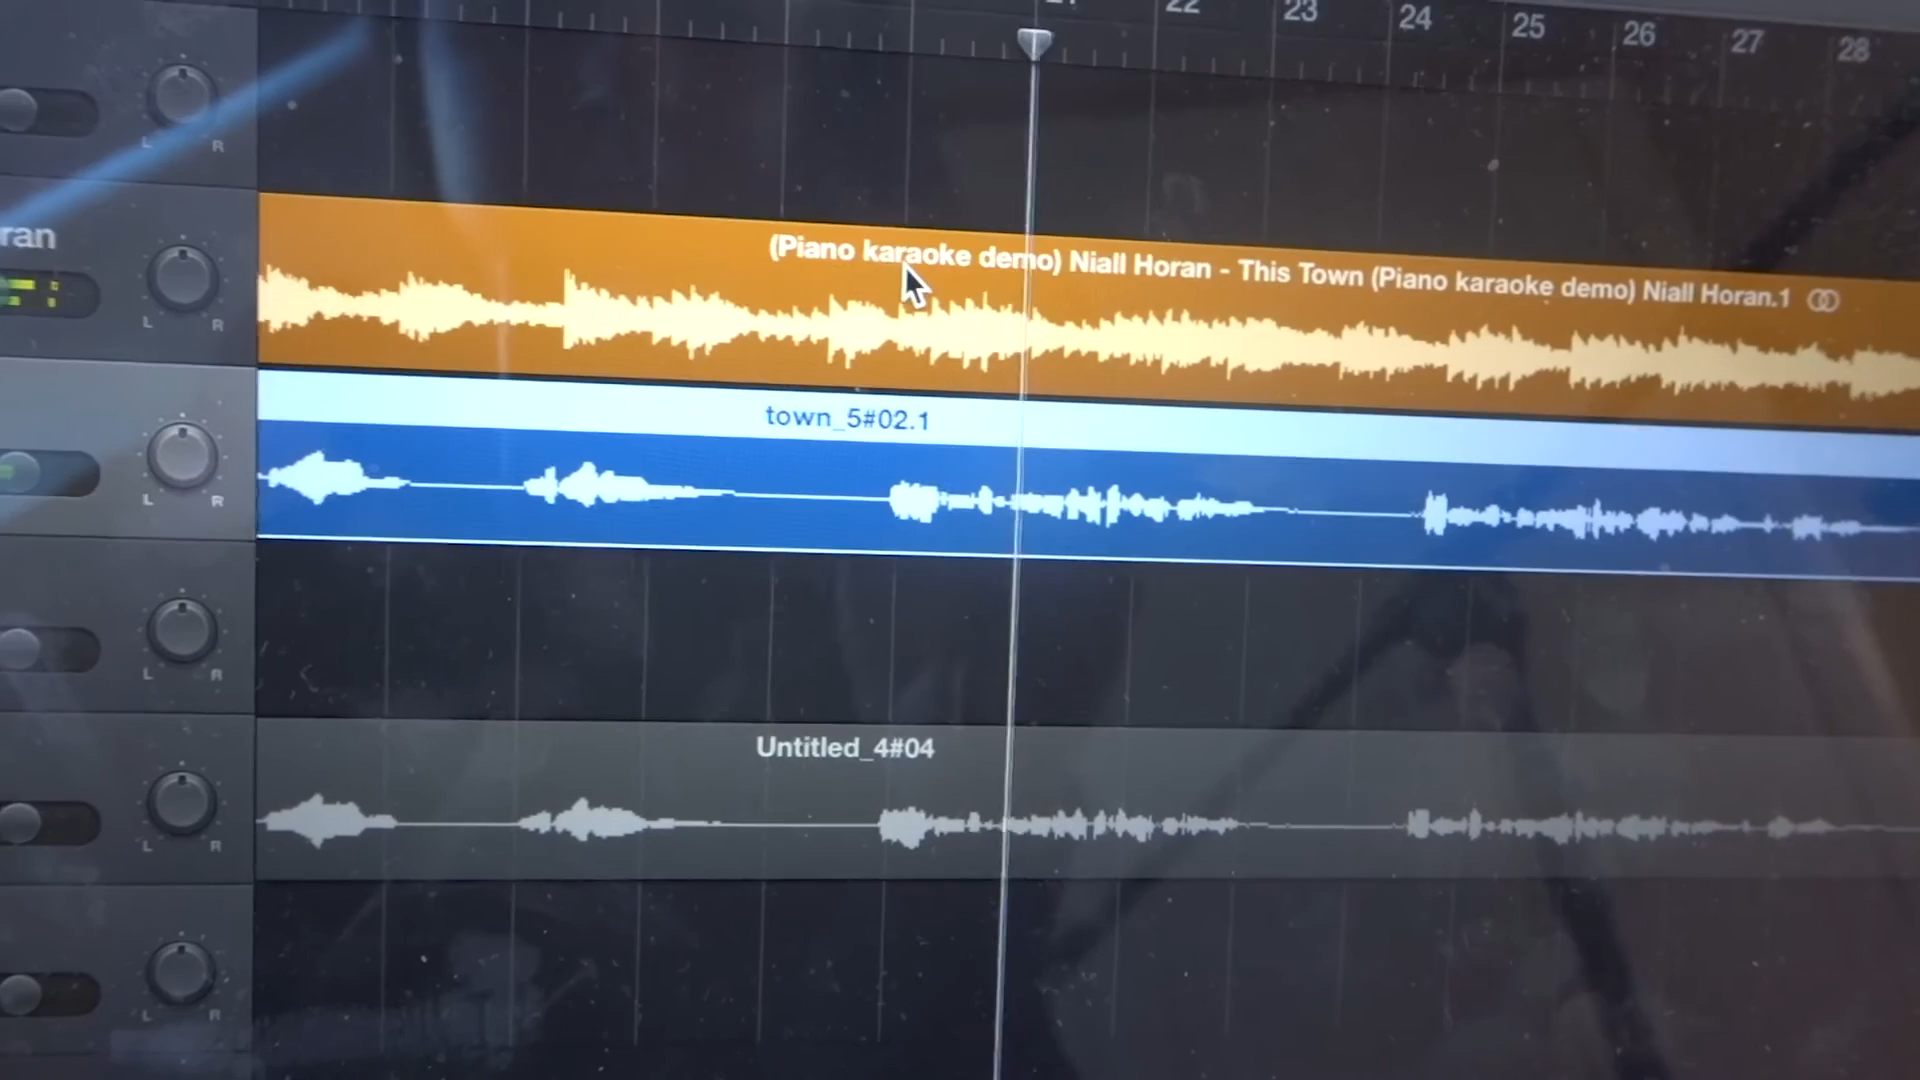 22 23 24 25 26 27 28
L R
ran
(Piano karaoke demo) Niall Horan - This Town (Piano karaoke demo) Niall Horan.1
L R
town_5#02.1
L R
L R
Untitled_4#04
L R
L R